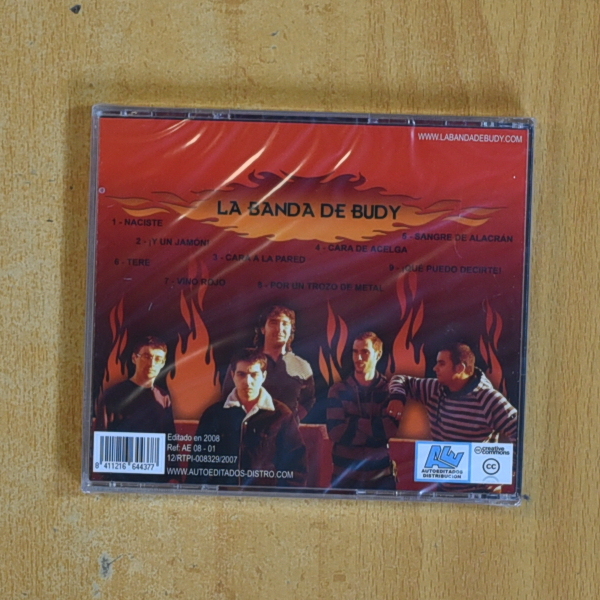 WWW.LABANDADEBUDY.COM
LA BANDA DE BUDY
1 - NACISTE
2 - ¡Y UN JAMÓN!
3 - CARA A LA PARED
4 - CARA DE ACELGA
5 - SANGRE DE ALACRÁN
6 - TERE
7 - VINO ROJO
8 - POR UN TROZO DE METAL
9 - ¡QUE PUEDO DECIRTE!
8 411216 644377
Editado en 2008
Ref: AE 08 - 01
12/RTPI-008329/2007
WWW.AUTOEDITADOS-DISTRO.COM
AUTOEDITADOS
DISTRIBUCION
creative
commons
cc